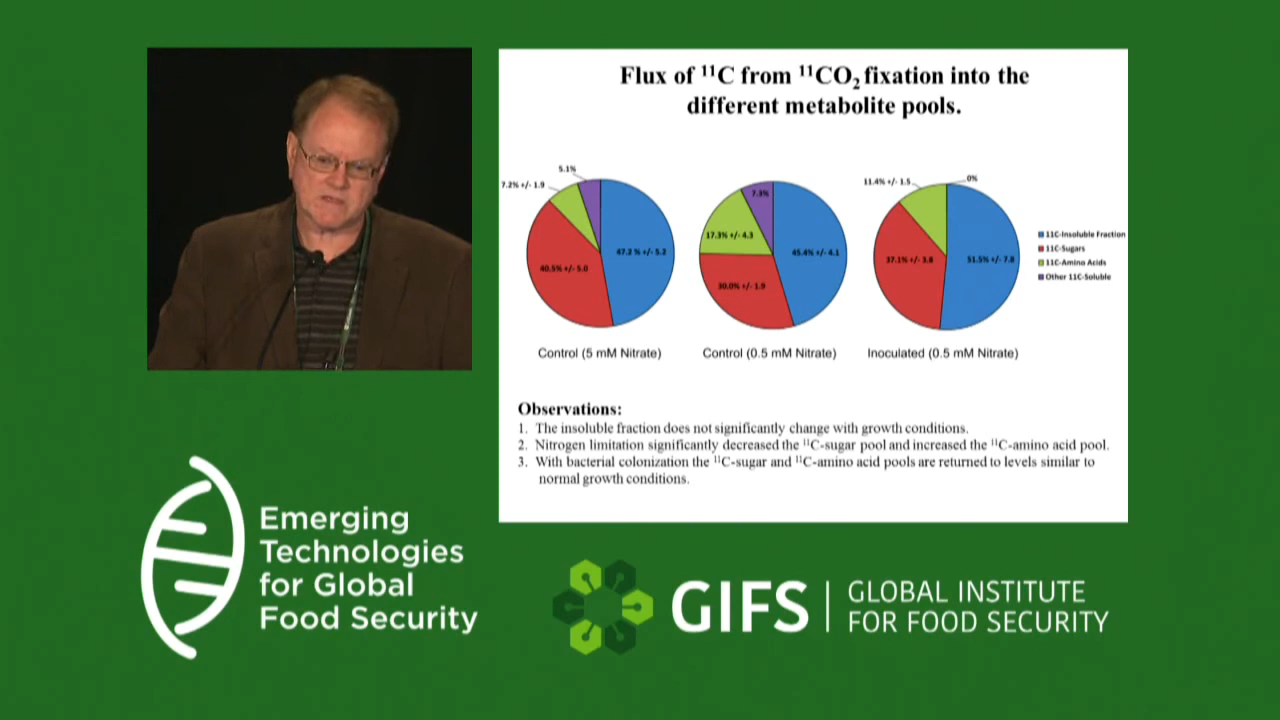 Flux of ¹¹C from ¹¹CO₂ fixation into the
different metabolite pools.
5.1%
7.2% +/- 1.9
47.2 % +/- 5.2
40.5% +/- 5.0
Control (5 mM Nitrate)
7.3%
17.3% +/- 4.3
45.4% +/- 4.1
30.0% +/- 1.9
Control (0.5 mM Nitrate)
11.4% +/- 1.5
0%
37.1% +/- 3.8
51.5% +/- 7.8
Inoculated (0.5 mM Nitrate)
11C-Insoluble Fraction
11C-Sugars
11C-Amino Acids
Other 11C-Soluble
Observations:
1. The insoluble fraction does not significantly change with growth conditions.
2. Nitrogen limitation significantly decreased the ¹¹C-sugar pool and increased the ¹¹C-amino acid pool.
3. With bacterial colonization the ¹¹C-sugar and ¹¹C-amino acid pools are returned to levels similar to
normal growth conditions.
Emerging
Technologies
for Global
Food Security
GIFS
GLOBAL INSTITUTE
FOR FOOD SECURITY